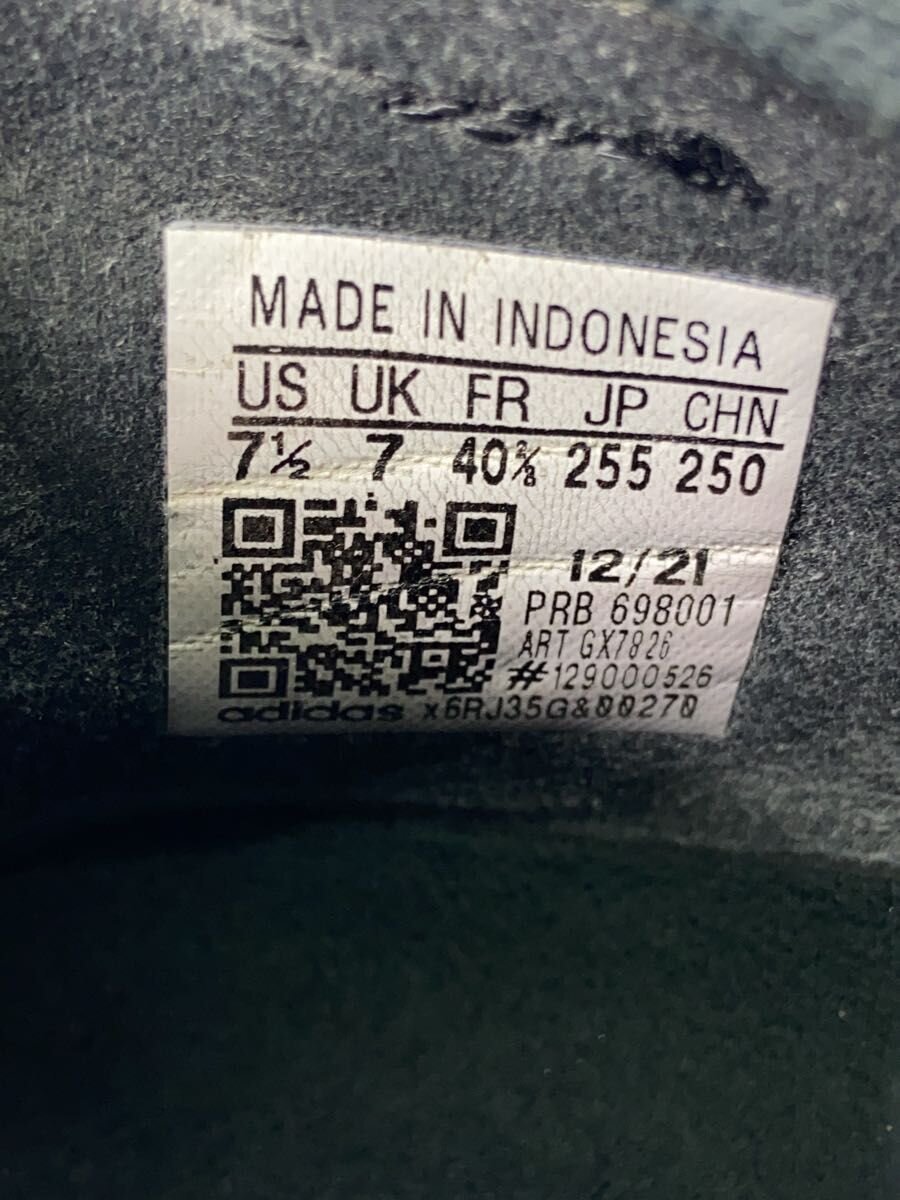 MADE IN INDONESIA
US UK FR JP CHN
7½ 7 40⅔ 255 250
12/21
PRB 698001
ART GX7826
#129000526
adidas x6RJ35G&00270